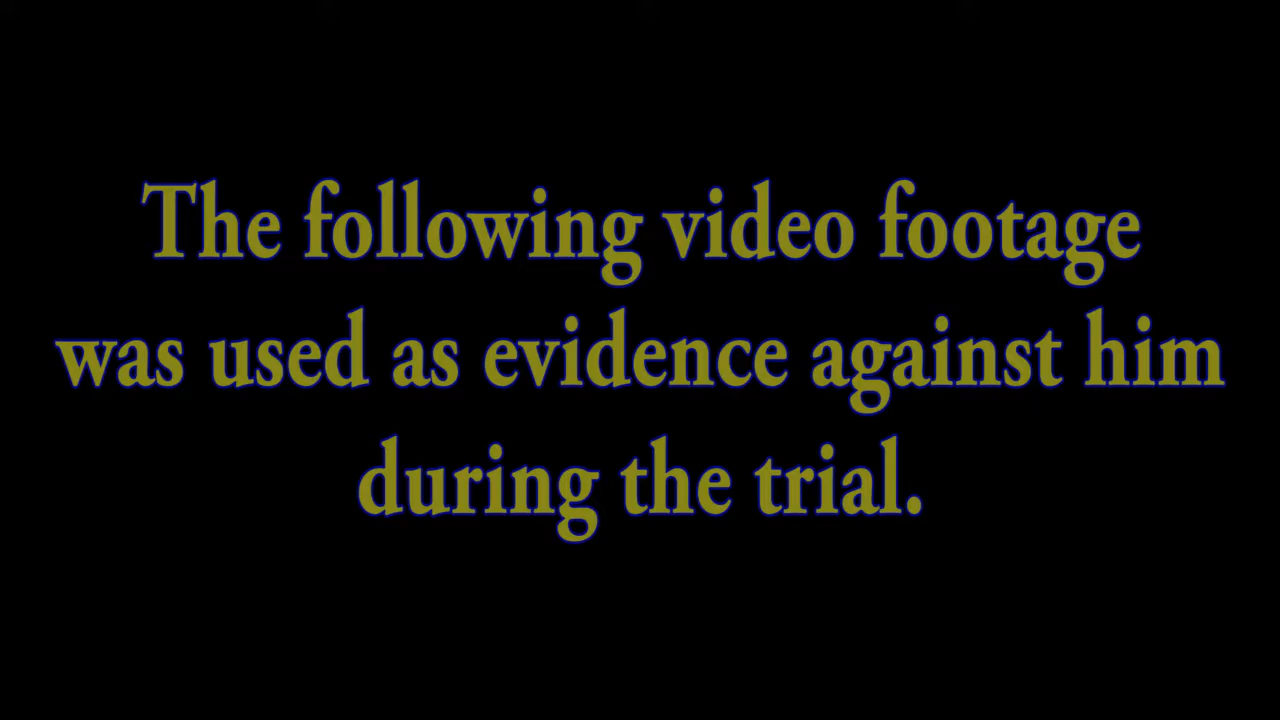 The following video footage
was used as evidence against him
during the trial.